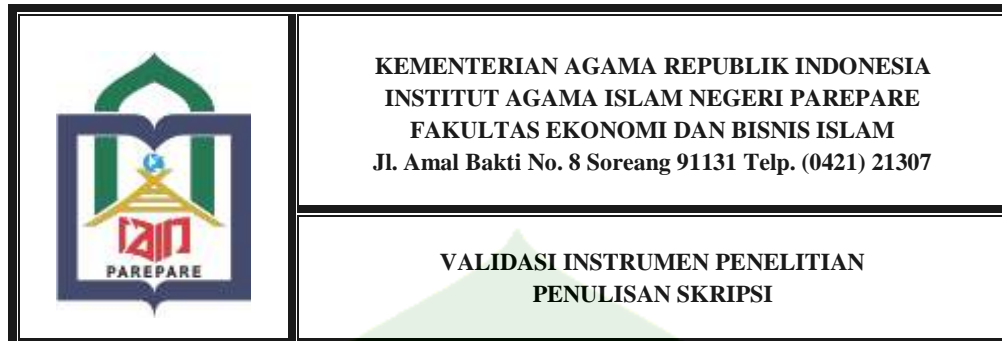 KEMENTERIAN AGAMA REPUBLIK INDONESIA
INSTITUT AGAMA ISLAM NEGERI PAREPARE
FAKULTAS EKONOMI DAN BISNIS ISLAM
Jl. Amal Bakti No. 8 Soreang 91131 Telp. (0421) 21307
iain
PAREPARE
VALIDASI INSTRUMEN PENELITIAN
PENULISAN SKRIPSI